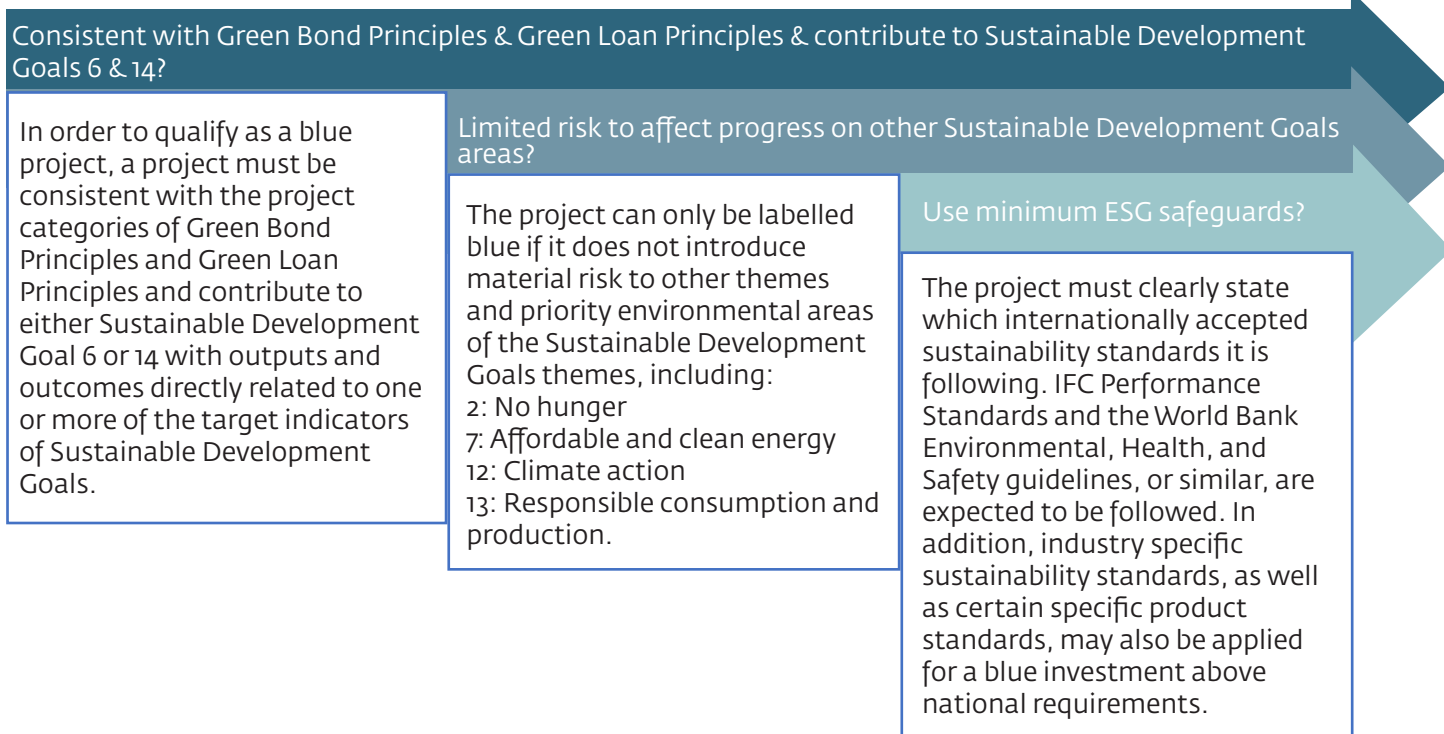 Consistent with Green Bond Principles & Green Loan Principles & contribute to Sustainable Development
Goals 6 & 14?
In order to qualify as a blue
project, a project must be
consistent with the project
categories of Green Bond
Principles and Green Loan
Principles and contribute to
either Sustainable Development
Goal 6 or 14 with outputs and
outcomes directly related to one
or more of the target indicators
of Sustainable Development
Goals.
Limited risk to affect progress on other Sustainable Development Goals
areas?
The project can only be labelled
blue if it does not introduce
material risk to other themes
and priority environmental areas
of the Sustainable Development
Goals themes, including:
2: No hunger
7: Affordable and clean energy
12: Climate action
13: Responsible consumption and
production.
Use minimum ESG safeguards?
The project must clearly state
which internationally accepted
sustainability standards it is
following. IFC Performance
Standards and the World Bank
Environmental, Health, and
Safety guidelines, or similar, are
expected to be followed. In
addition, industry specific
sustainability standards, as well
as certain specific product
standards, may also be applied
for a blue investment above
national requirements.